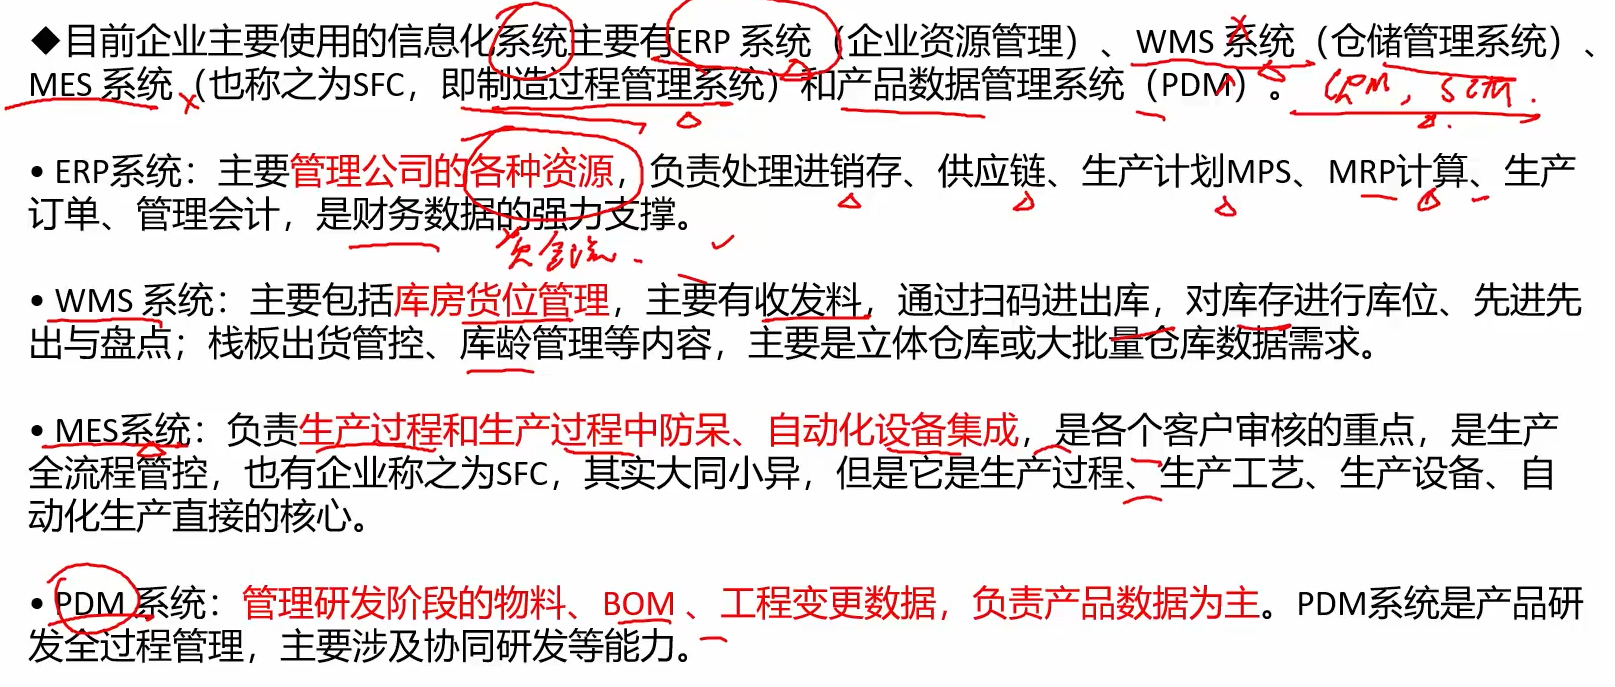 ◆目前企业主要使用的信息化系统主要有ERP 系统（企业资源管理）、WMS 系统（仓储管理系统）、
MES 系统（也称之为SFC，即制造过程管理系统）和产品数据管理系统（PDM）。
• ERP系统：主要管理公司的各种资源，负责处理进销存、供应链、生产计划MPS、MRP计算、生产
订单、管理会计，是财务数据的强力支撑。
资金流
• WMS 系统：主要包括库房货位管理，主要有收发料，通过扫码进出库，对库存进行库位、先进先
出与盘点；栈板出货管控、库龄管理等内容，主要是立体仓库或大批量仓库数据需求。
• MES系统：负责生产过程和生产过程中防呆、自动化设备集成，是各个客户审核的重点，是生产
全流程管控，也有企业称之为SFC，其实大同小异，但是它是生产过程、生产工艺、生产设备、自
动化生产直接的核心。
• PDM 系统：管理研发阶段的物料、BOM 、工程变更数据，负责产品数据为主。PDM系统是产品研
发全过程管理，主要涉及协同研发等能力。